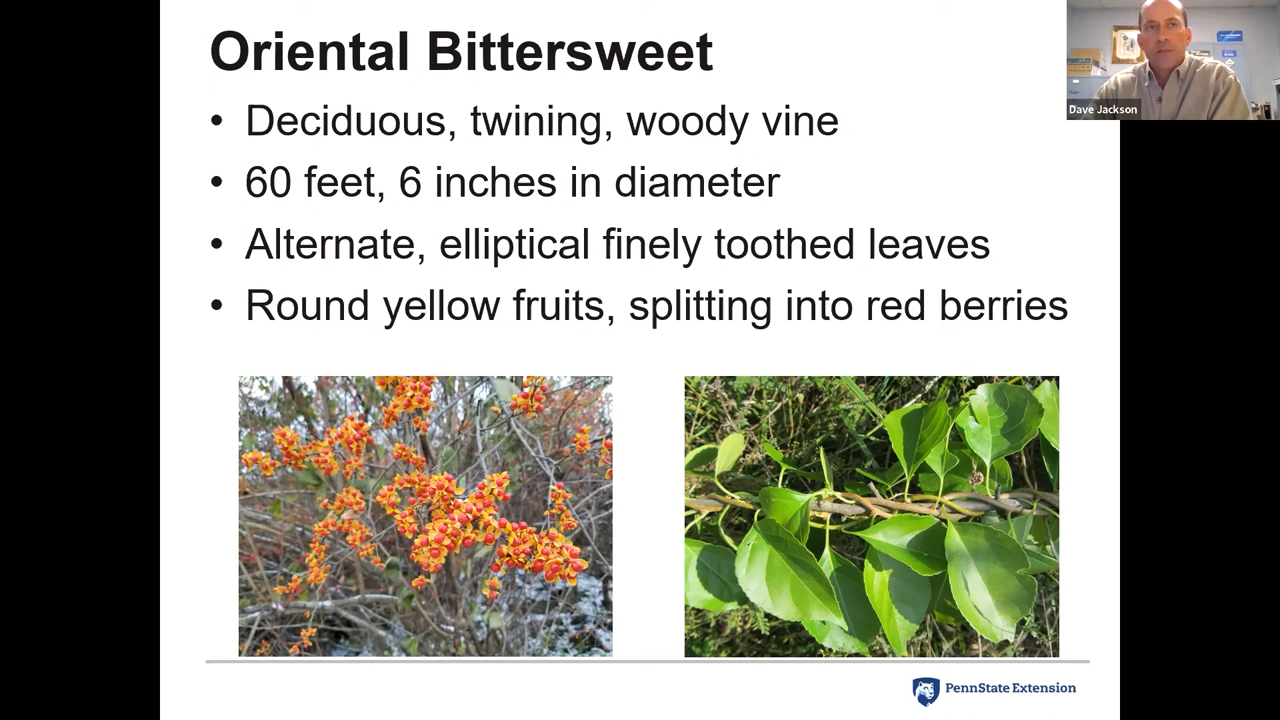 Oriental Bittersweet
• Deciduous, twining, woody vine
• 60 feet, 6 inches in diameter
• Alternate, elliptical finely toothed leaves
• Round yellow fruits, splitting into red berries
Dave Jackson
PennState Extension